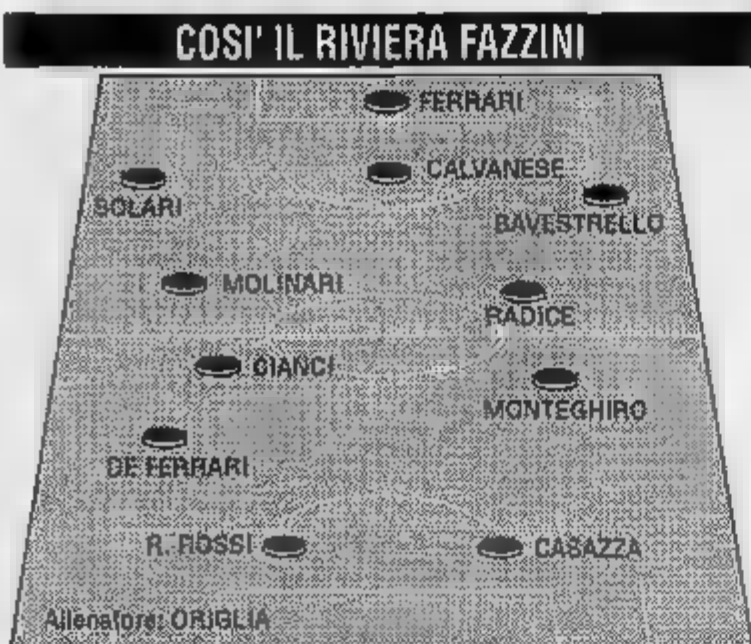 COSI' IL RIVIERA FAZZINI
FERRARI
CALVANESE
SOLARI
BAVESTRELLO
MOLINARI
RADICE
CIANCI
MONTEGHIRO
DE FERRARI
R. ROSSI
CASAZZA
Allenatore: ORIGLIA